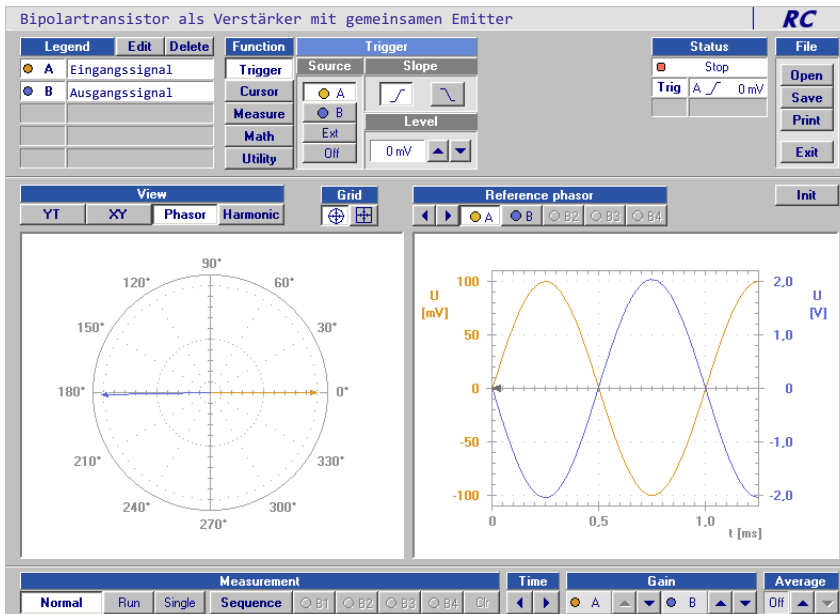 Bipolartransistor als Verstärker mit gemeinsamen Emitter
RC
Legend Edit Delete
A Eingangssignal
B Ausgangssignal
Function
Trigger
Cursor
Measure
Math
Utility
Trigger
Source Slope
A
B
Ext
Off
Level
0 mV
Status
Stop
Trig A 0 mV
File
Open
Save
Print
Exit
View
YT XY Phasor Harmonic
Grid
Reference phasor
A B B2 B3 B4
Init
90°
120° 60°
150° 30°
180° 0°
210° 330°
240° 300°
270°
100 2,0
U U
[mV] [V]
50 1,0
0 0
-50 -1,0
-100 -2,0
0 0,5 1,0
t [ms]
Measurement
Normal Run Single Sequence B1 B2 B3 B4 Clr
Time
Gain
A B
Average
Off